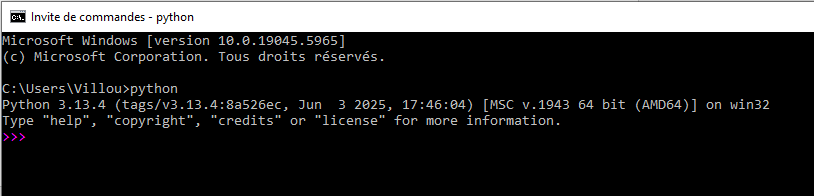 Invite de commandes - python
Microsoft Windows [version 10.0.19045.5965]
(c) Microsoft Corporation. Tous droits réservés.
C:\Users\Villou>python
Python 3.13.4 (tags/v3.13.4:8a526ec, Jun  3 2025, 17:46:04) [MSC v.1943 64 bit (AMD64)] on win32
Type "help", "copyright", "credits" or "license" for more information.
>>>